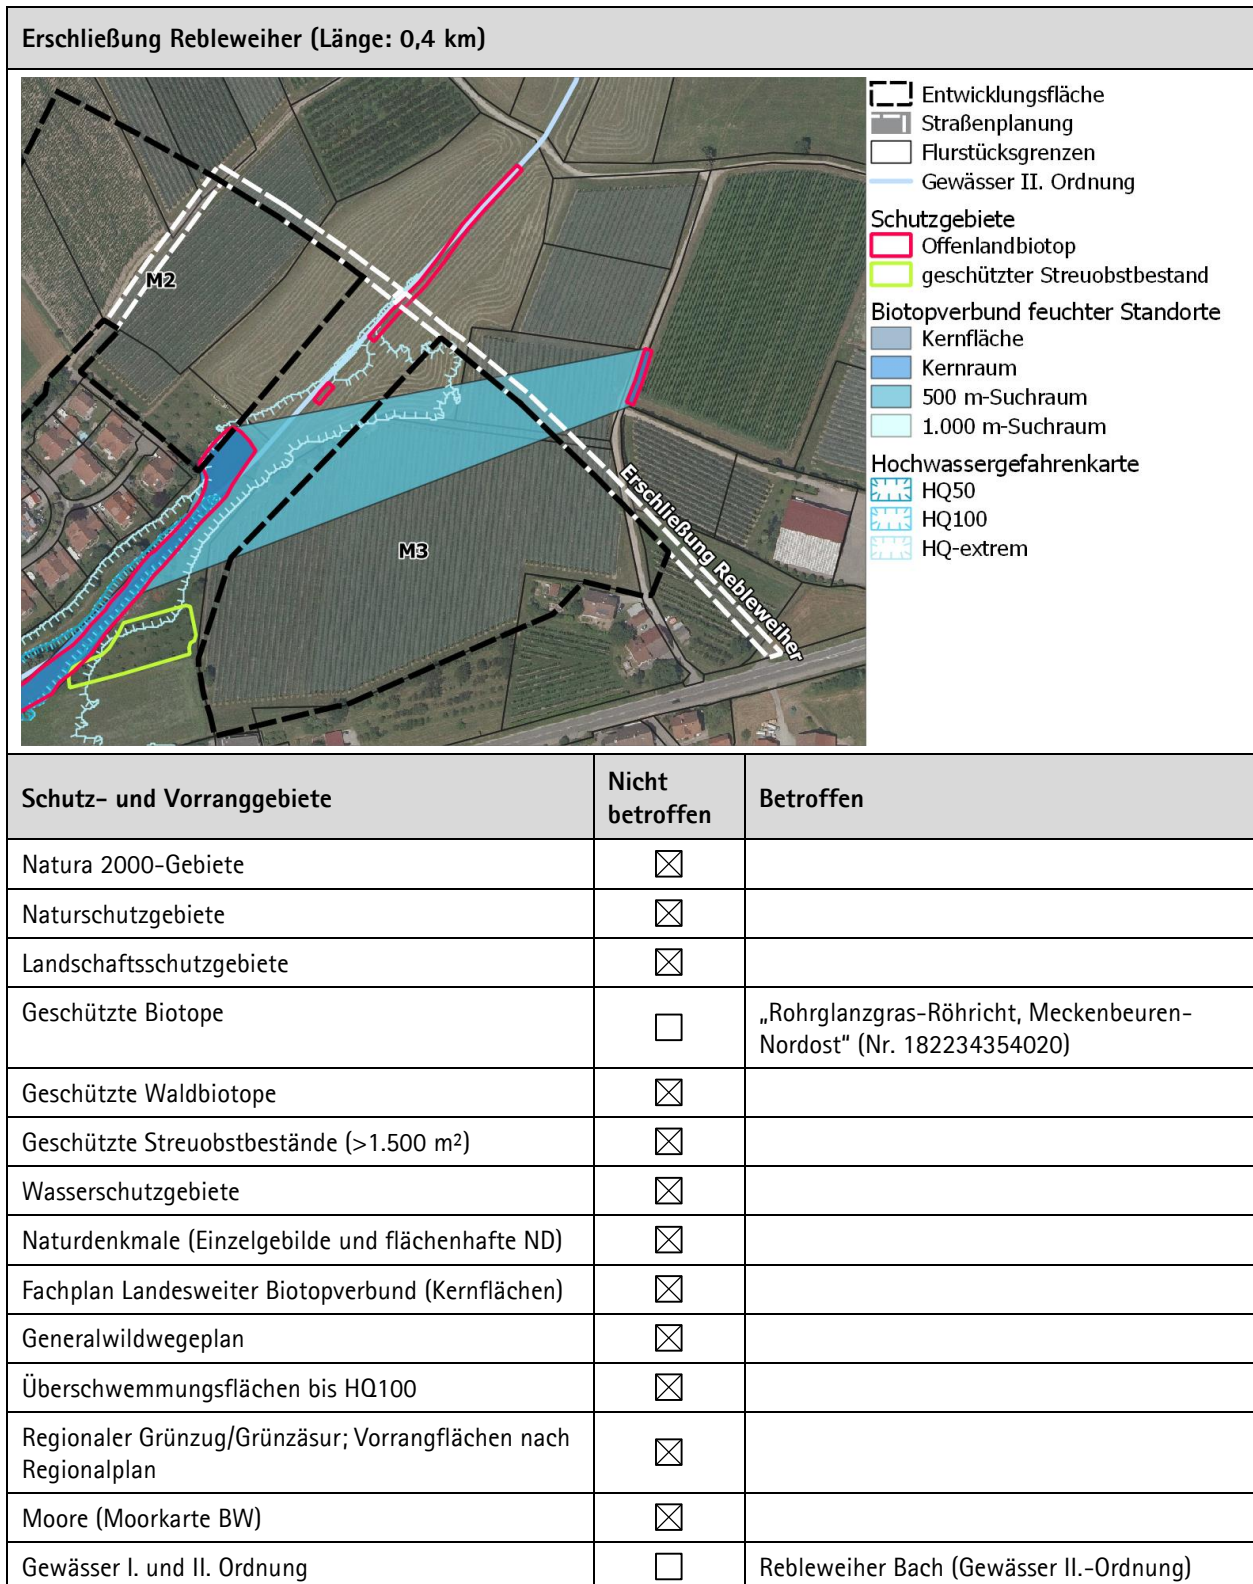 Erschließung Rebleweiher (Länge: 0,4 km)
M2
M3
Erschließung Rebleweiher
Entwicklungsfläche
Straßenplanung
Flurstücksgrenzen
Gewässer II. Ordnung
Schutzgebiete
Offenlandbiotop
geschützter Streuobstbestand
Biotopverbund feuchter Standorte
Kernfläche
Kernraum
500 m-Suchraum
1.000 m-Suchraum
Hochwassergefahrenkarte
HQ50
HQ100
HQ-extrem
Schutz- und Vorranggebiete
Nicht
betroffen
Betroffen
Natura 2000-Gebiete
Naturschutzgebiete
Landschaftsschutzgebiete
Geschützte Biotope
„Rohrglanzgras-Röhricht, Meckenbeuren-
Nordost“ (Nr. 182234354020)
Geschützte Waldbiotope
Geschützte Streuobstbestände (>1.500 m²)
Wasserschutzgebiete
Naturdenkmale (Einzelgebilde und flächenhafte ND)
Fachplan Landesweiter Biotopverbund (Kernflächen)
Generalwildwegeplan
Überschwemmungsflächen bis HQ100
Regionaler Grünzug/Grünzäsur; Vorrangflächen nach
Regionalplan
Moore (Moorkarte BW)
Gewässer I. und II. Ordnung
Rebleweiher Bach (Gewässer II.-Ordnung)